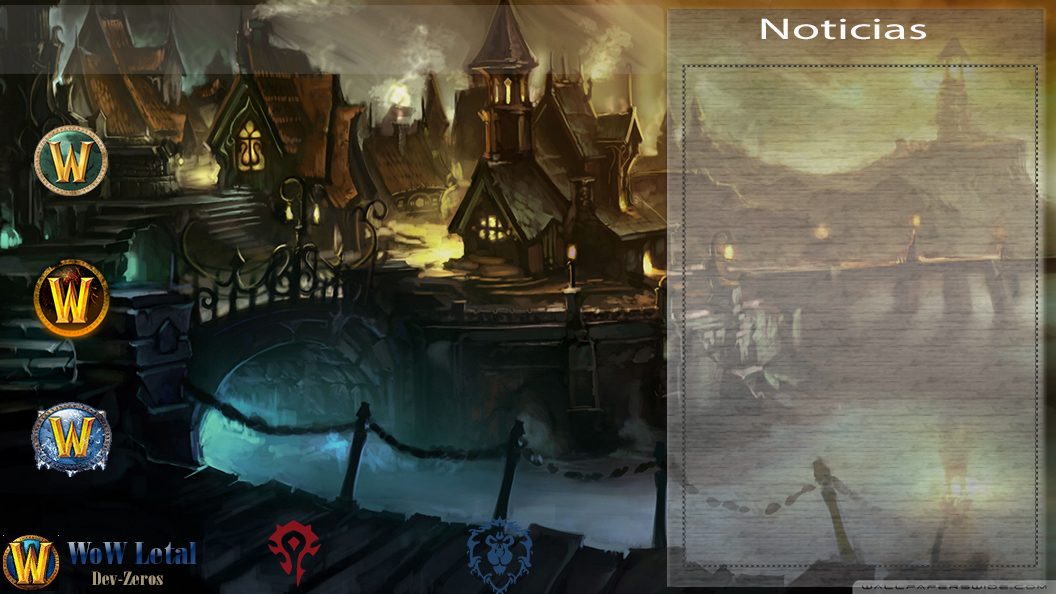 Noticias
W
W
W
W
WoW Letal
Dev-Zeros
WALLPAPERSWIDE.COM